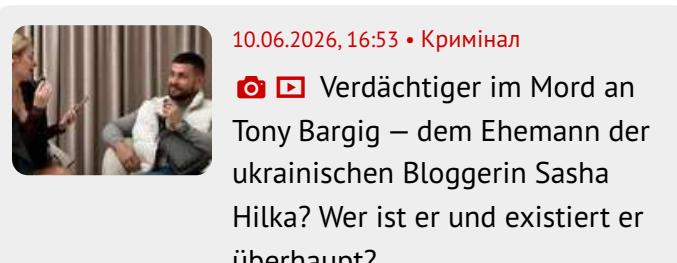 10.06.2026, 16:53 • Кримінал
Verdächtiger im Mord an
Tony Bargig — dem Ehemann der
ukrainischen Bloggerin Sasha
Hilka? Wer ist er und existiert er
überhaupt?